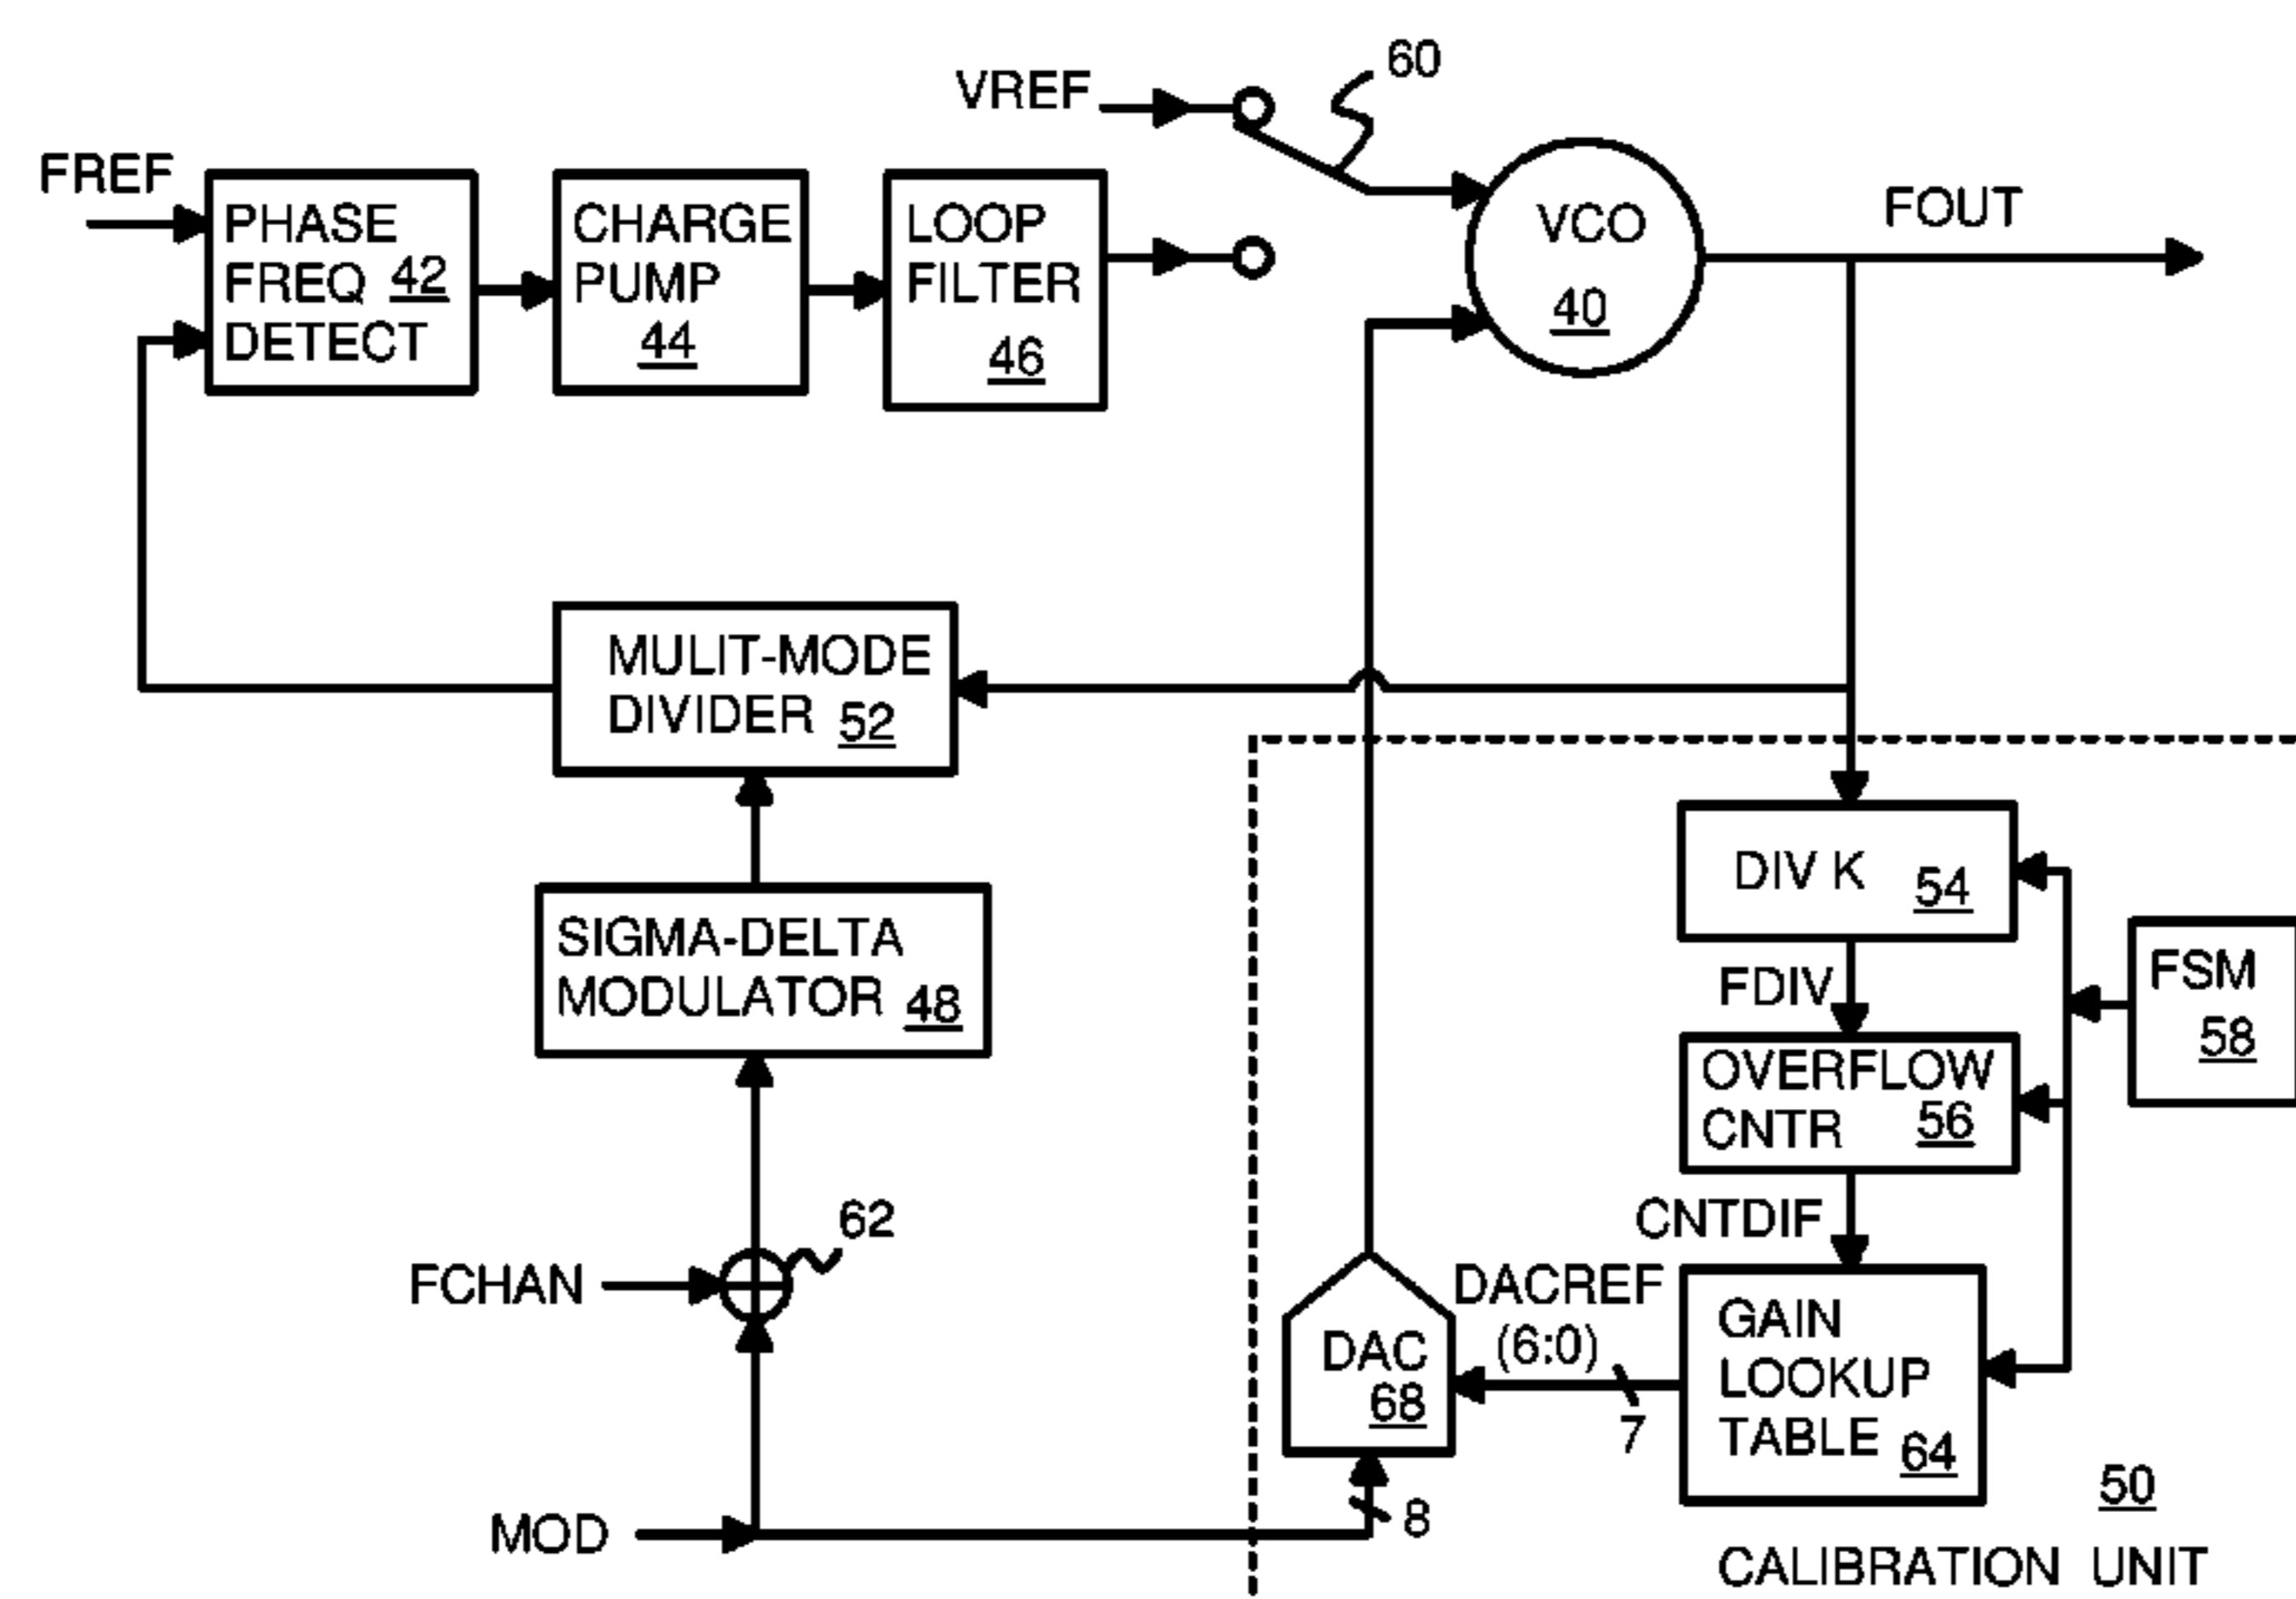 60
VREF
FREF
FOUT
PHASE
FREQ 42
DETECT
CHARGE
PUMP
44
LOOP
FILTER
46
VCO
40
MULIT-MODE
DIVIDER 52
DIV K 54
SIGMA-DELTA
MODULATOR 48
FDIV
FSM
58
OVERFLOW
CNTR 56
62
CNTDIF
FCHAN
DACREF
(6:0)
7
DAC
68
GAIN
LOOKUP
TABLE 64
50
8
MOD
CALIBRATION UNIT